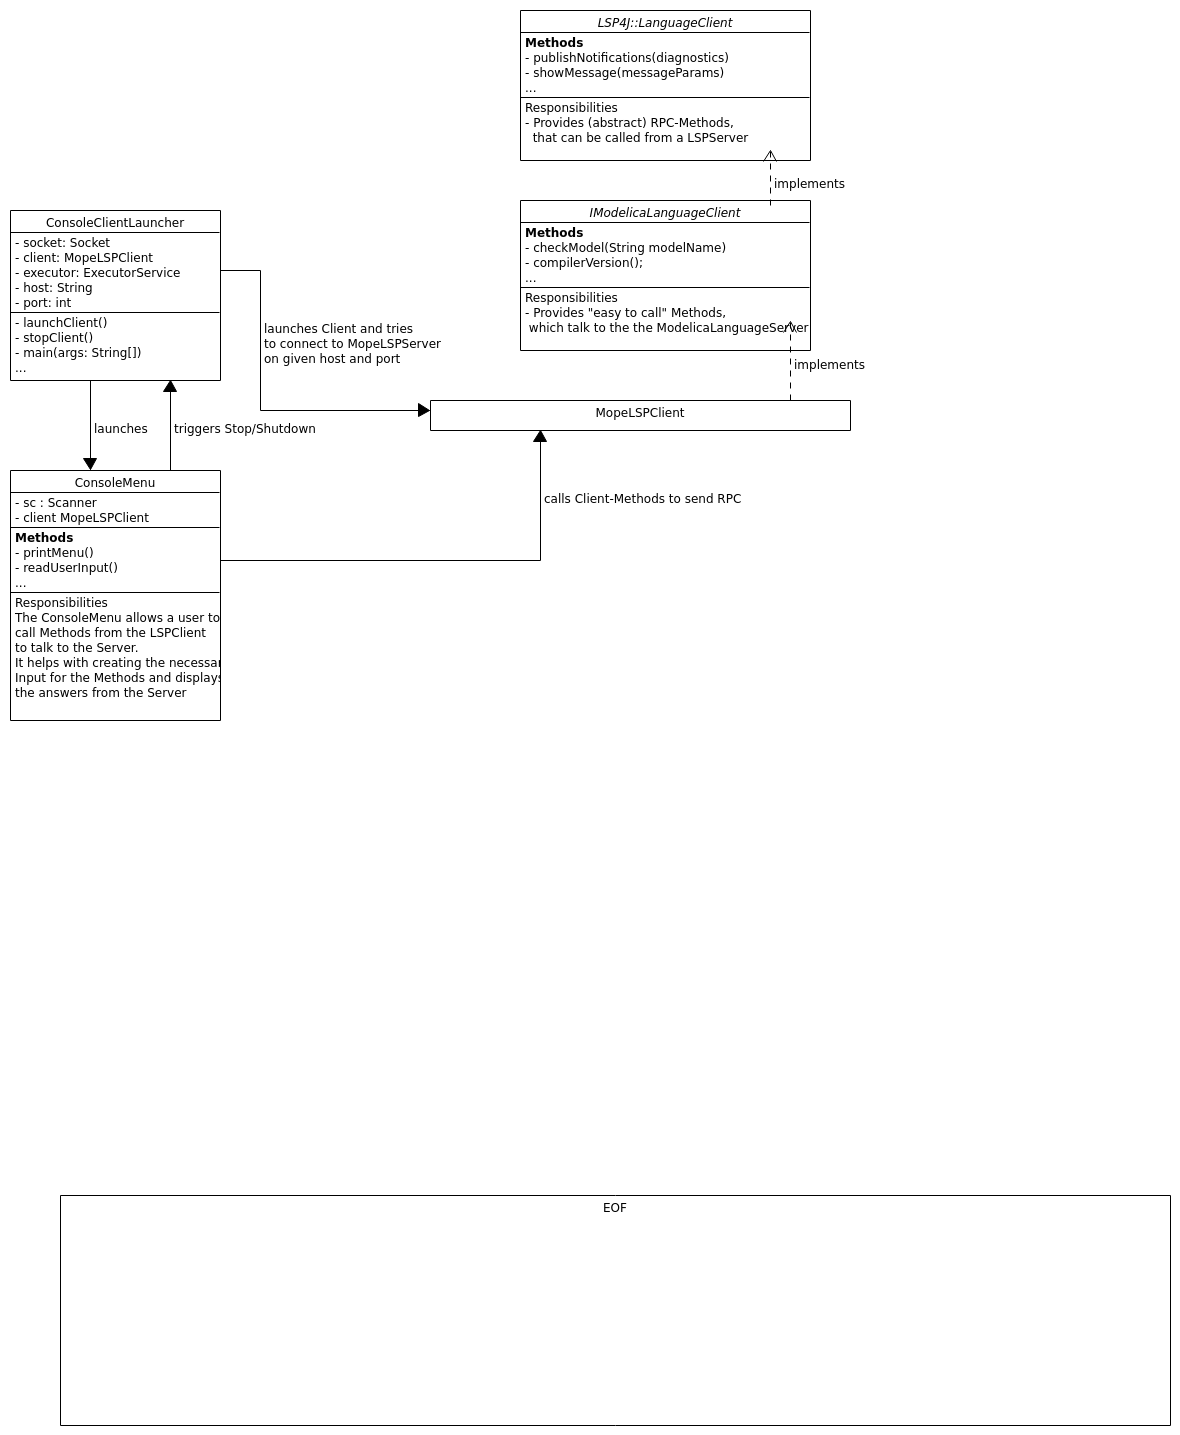 LSP4J::LanguageClient
Methods
- publishNotifications(diagnostics)
- showMessage(messageParams)
...
Responsibilities
- Provides (abstract) RPC-Methods,
that can be called from a LSPServer
implements
IModelicaLanguageClient
Methods
- checkModel(String modelName)
- compilerVersion();
...
Responsibilities
- Provides "easy to call" Methods,
which talk to the the ModelicaLanguageServer
implements
ConsoleClientLauncher
- socket: Socket
- client: MopeLSPClient
- executor: ExecutorService
- host: String
- port: int
- launchClient()
- stopClient()
- main(args: String[])
...
launches Client and tries
to connect to MopeLSPServer
on given host and port
MopeLSPClient
launches
triggers Stop/Shutdown
ConsoleMenu
- sc : Scanner
- client MopeLSPClient
Methods
- printMenu()
- readUserInput()
...
Responsibilities
The ConsoleMenu allows a user to
call Methods from the LSPClient
to talk to the Server.
It helps with creating the necessar
Input for the Methods and displays
the answers from the Server
calls Client-Methods to send RPC
EOF